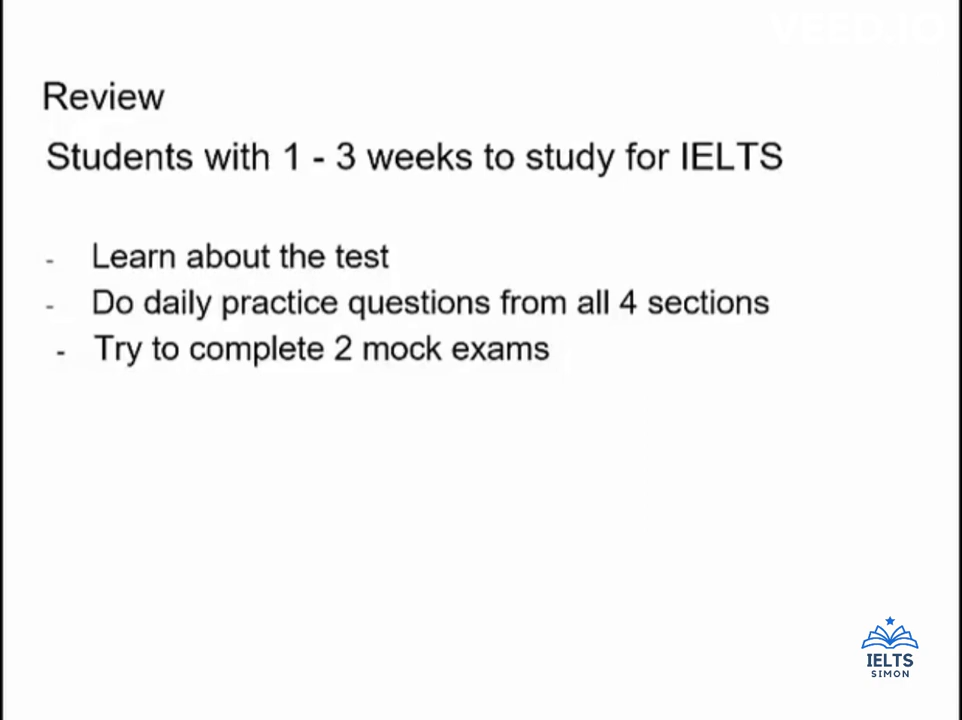 VEED.IO
Review
Students with 1 - 3 weeks to study for IELTS
- Learn about the test
- Do daily practice questions from all 4 sections
- Try to complete 2 mock exams
IELTS
SIMON